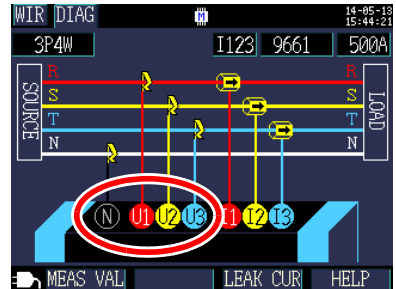 WIR DIAG M 14-05-13
15:44:21
3P4W I123 9661 500A
R R
S S
T T
N N
SOURCE LOAD
N U1 U2 U3 I1 I2 I3
MEAS VAL LEAK CUR HELP